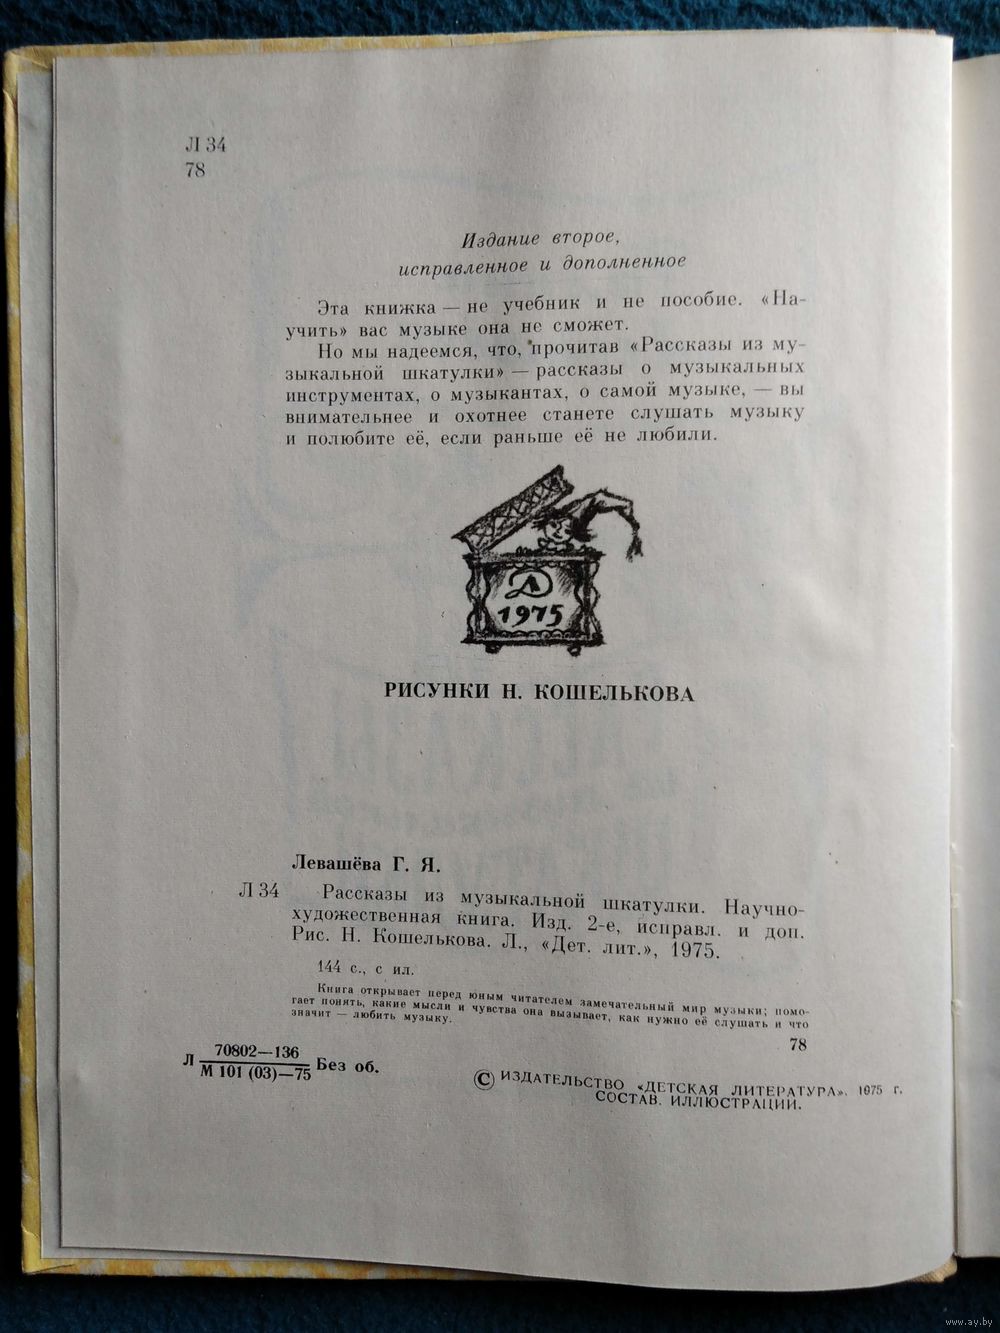 Л 34
78
Издание второе,
исправленное и дополненное
Эта книжка — не учебник и не пособие. «На-
учить» вас музыке она не сможет.
Но мы надеемся, что, прочитав «Рассказы из му-
зыкальной шкатулки» — рассказы о музыкальных
инструментах, о музыкантах, о самой музыке, — вы
внимательнее и охотнее станете слушать музыку
и полюбите её, если раньше её не любили.
ДЛ
1975
РИСУНКИ Н. КОШЕЛЬКОВА
Левашёва Г. Я.
Л 34 Рассказы из музыкальной шкатулки. Научно-
художественная книга. Изд. 2-е, исправл. и доп.
Рис. Н. Кошелькова. Л., «Дет. лит.», 1975.
144 с., с ил.
Книга открывает перед юным читателем замечательный мир музыки; помо-
гает понять, какие мысли и чувства она вызывает, как нужно её слушать и что
значит — любить музыку.
78
Л 70802—136
М 101 (03)—75 Без об.
© ИЗДАТЕЛЬСТВО «ДЕТСКАЯ ЛИТЕРАТУРА», 1975 г.
СОСТАВ. ИЛЛЮСТРАЦИИ.
www.ay.by